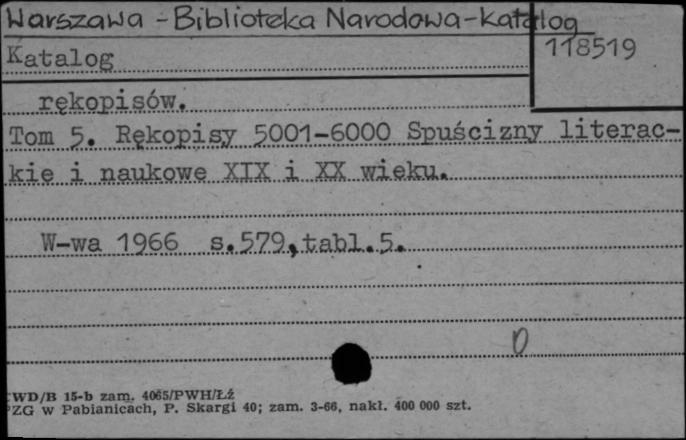 Warszawa - Biblioteka Narodowa - katalog
118519
Katalog
rękopisów.
Tom 5. Rękopisy 5001-6000 Spuścizny literac-
kie i naukowe XIX i XX wieku.
W-wa 1966 s.579,tabl.5.
0
WD/B 15-b zam. 4065/PWH/Łź
PZG w Pabianicach, P. Skargi 40; zam. 3-66, nakł. 400 000 szt.